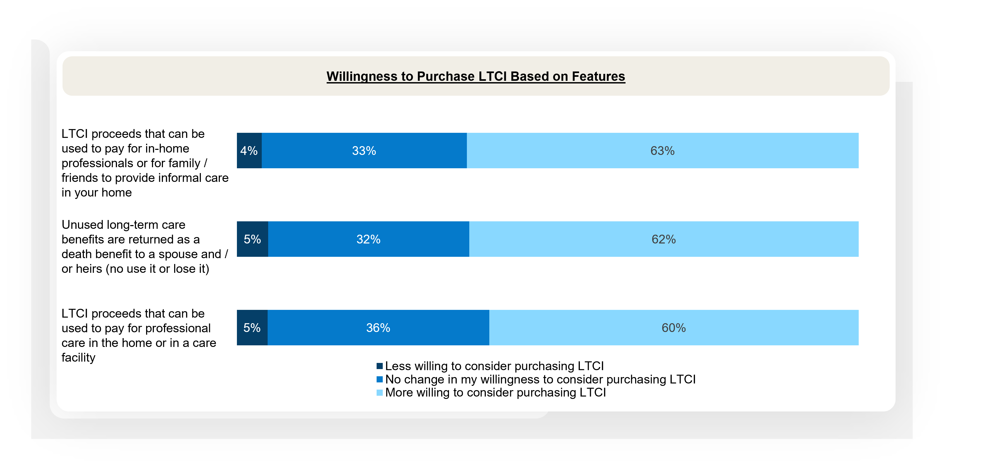 Willingness to Purchase LTCI Based on Features
LTCI proceeds that can be
used to pay for in-home
professionals or for family /
friends to provide informal care
in your home
4%
33%
63%
Unused long-term care
benefits are returned as a
death benefit to a spouse and /
or heirs (no use it or lose it)
5%
32%
62%
LTCI proceeds that can be
used to pay for professional
care in the home or in a care
facility
5%
36%
60%
Less willing to consider purchasing LTCI
No change in my willingness to consider purchasing LTCI
More willing to consider purchasing LTCI